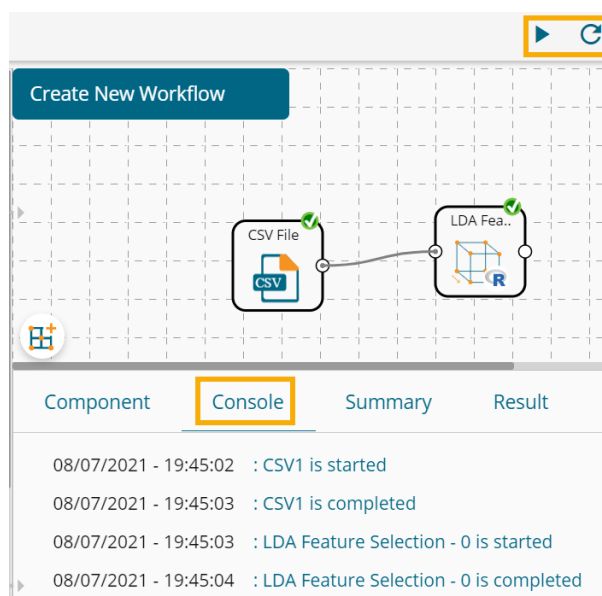 Create New Workflow
CSV File
CSV
LDA Fea..
R
Component Console Summary Result
08/07/2021 - 19:45:02 : CSV1 is started
08/07/2021 - 19:45:03 : CSV1 is completed
08/07/2021 - 19:45:03 : LDA Feature Selection - 0 is started
08/07/2021 - 19:45:04 : LDA Feature Selection - 0 is completed